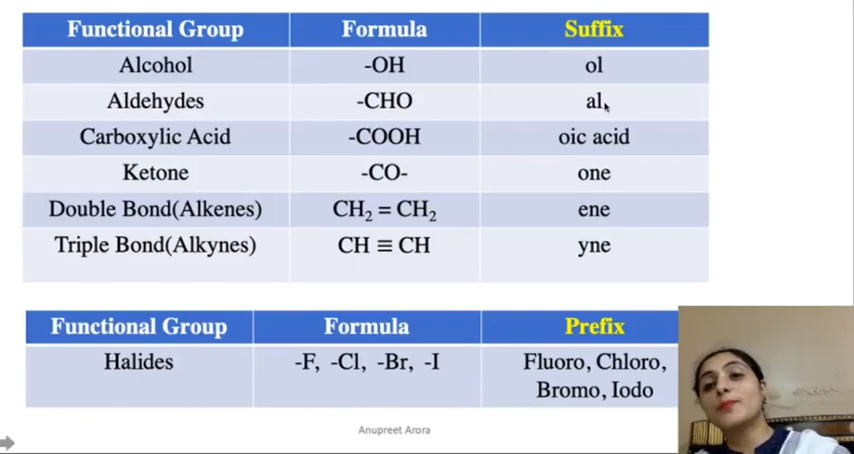 Functional Group Formula Suffix
Alcohol -OH ol
Aldehydes -CHO al
Carboxylic Acid -COOH oic acid
Ketone -CO- one
Double Bond(Alkenes) CH₂ = CH₂ ene
Triple Bond(Alkynes) CH ≡ CH yne
Functional Group Formula Prefix
Halides -F, -Cl, -Br, -I Fluoro, Chloro,
Bromo, Iodo
Anupreet Arora